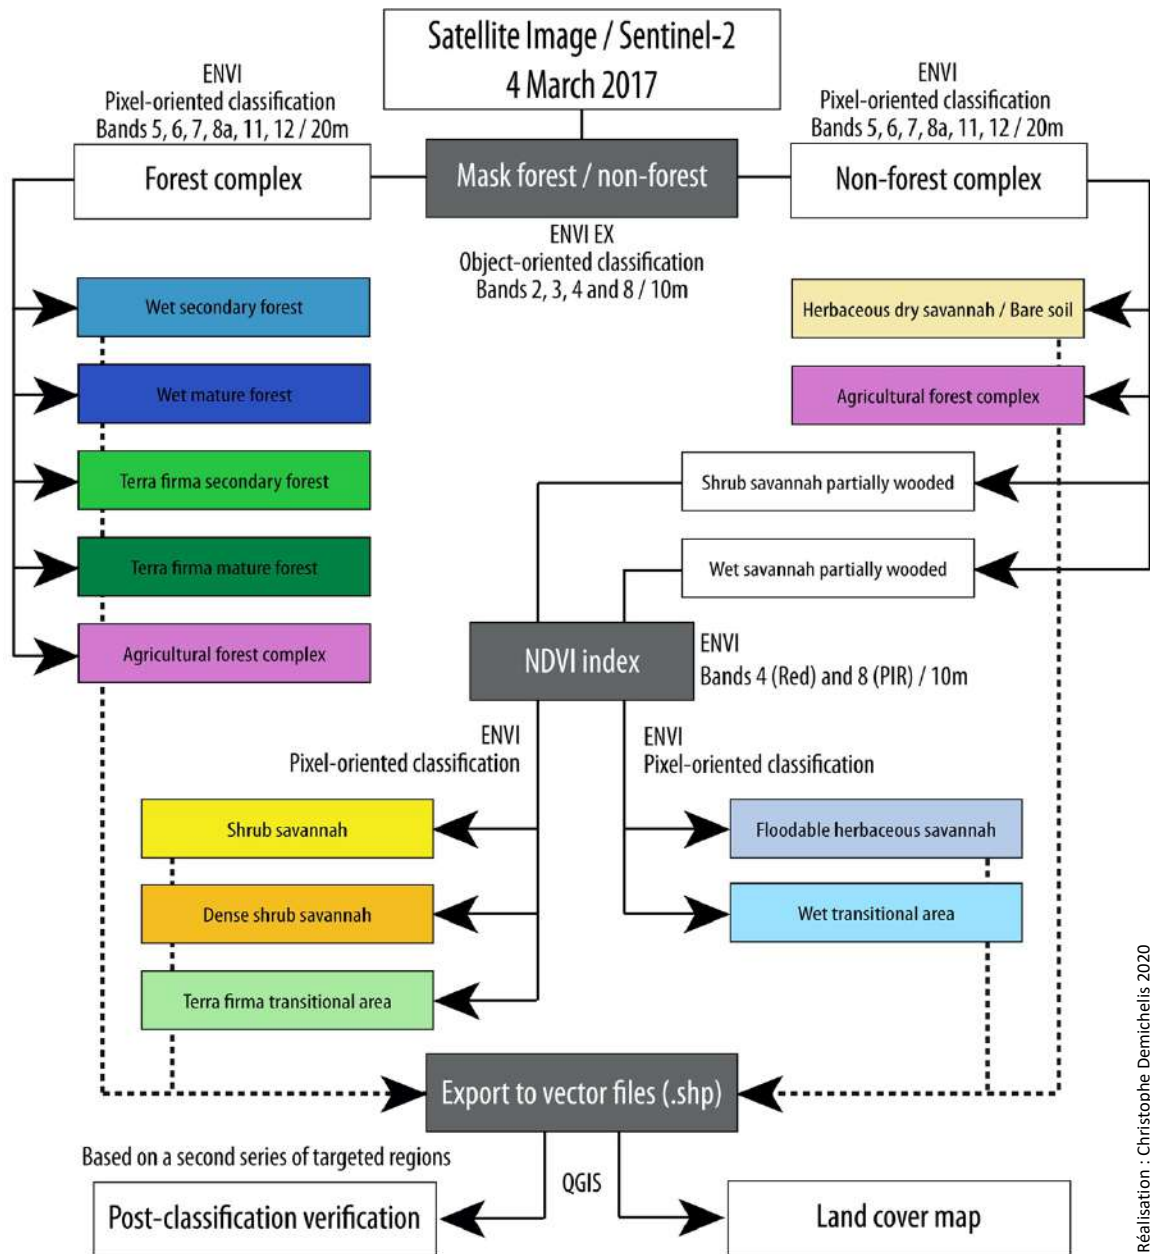 Satellite Image / Sentinel-2
4 March 2017
ENVI
Pixel-oriented classification
Bands 5, 6, 7, 8a, 11, 12 / 20m
Forest complex
Mask forest / non-forest
ENVI EX
Object-oriented classification
Bands 2, 3, 4 and 8 / 10m
ENVI
Pixel-oriented classification
Bands 5, 6, 7, 8a, 11, 12 / 20m
Non-forest complex
Wet secondary forest
Wet mature forest
Terra firma secondary forest
Terra firma mature forest
Agricultural forest complex
Herbaceous dry savannah / Bare soil
Agricultural forest complex
Shrub savannah partially wooded
Wet savannah partially wooded
NDVI index
ENVI
Bands 4 (Red) and 8 (PIR) / 10m
ENVI
Pixel-oriented classification
ENVI
Pixel-oriented classification
Shrub savannah
Dense shrub savannah
Terra firma transitional area
Floodable herbaceous savannah
Wet transitional area
Export to vector files (.shp)
Based on a second series of targeted regions
QGIS
Post-classification verification
Land cover map
Réalisation : Christophe Demichelis 2020